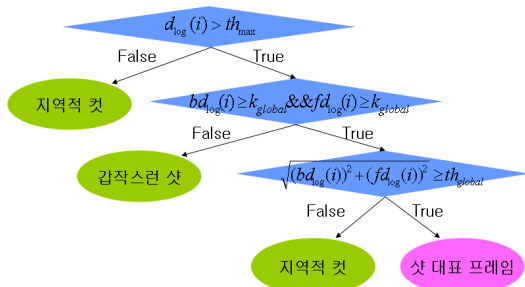 d_log (i) > th_max
False
True
지역적 컷
bd_log(i) ≥ k_global && fd_log(i) ≥ k_global
False
True
갑작스런 샷
√((bd_log(i))² + (fd_log(i))²) ≥ th_global
False
True
지역적 컷
샷 대표 프레임